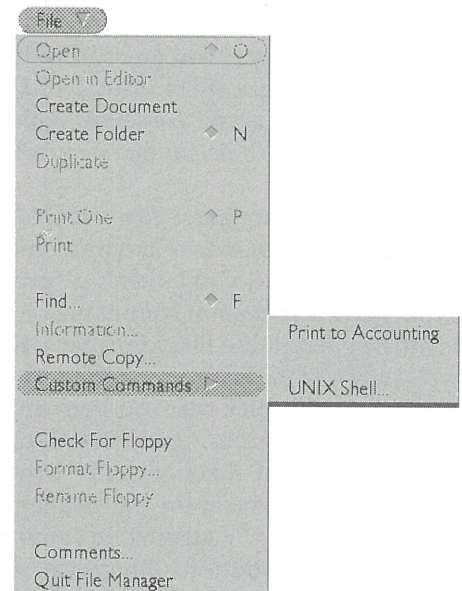 File
Open ◆ O
Open in Editor
Create Document
Create Folder ◆ N
Duplicate
Print One ◆ P
Print
Find... ◆ F
Information...
Remote Copy...
Custom Commands
Print to Accounting
UNIX Shell...
Check For Floppy
Format Floppy...
Rename Floppy
Comments...
Quit File Manager